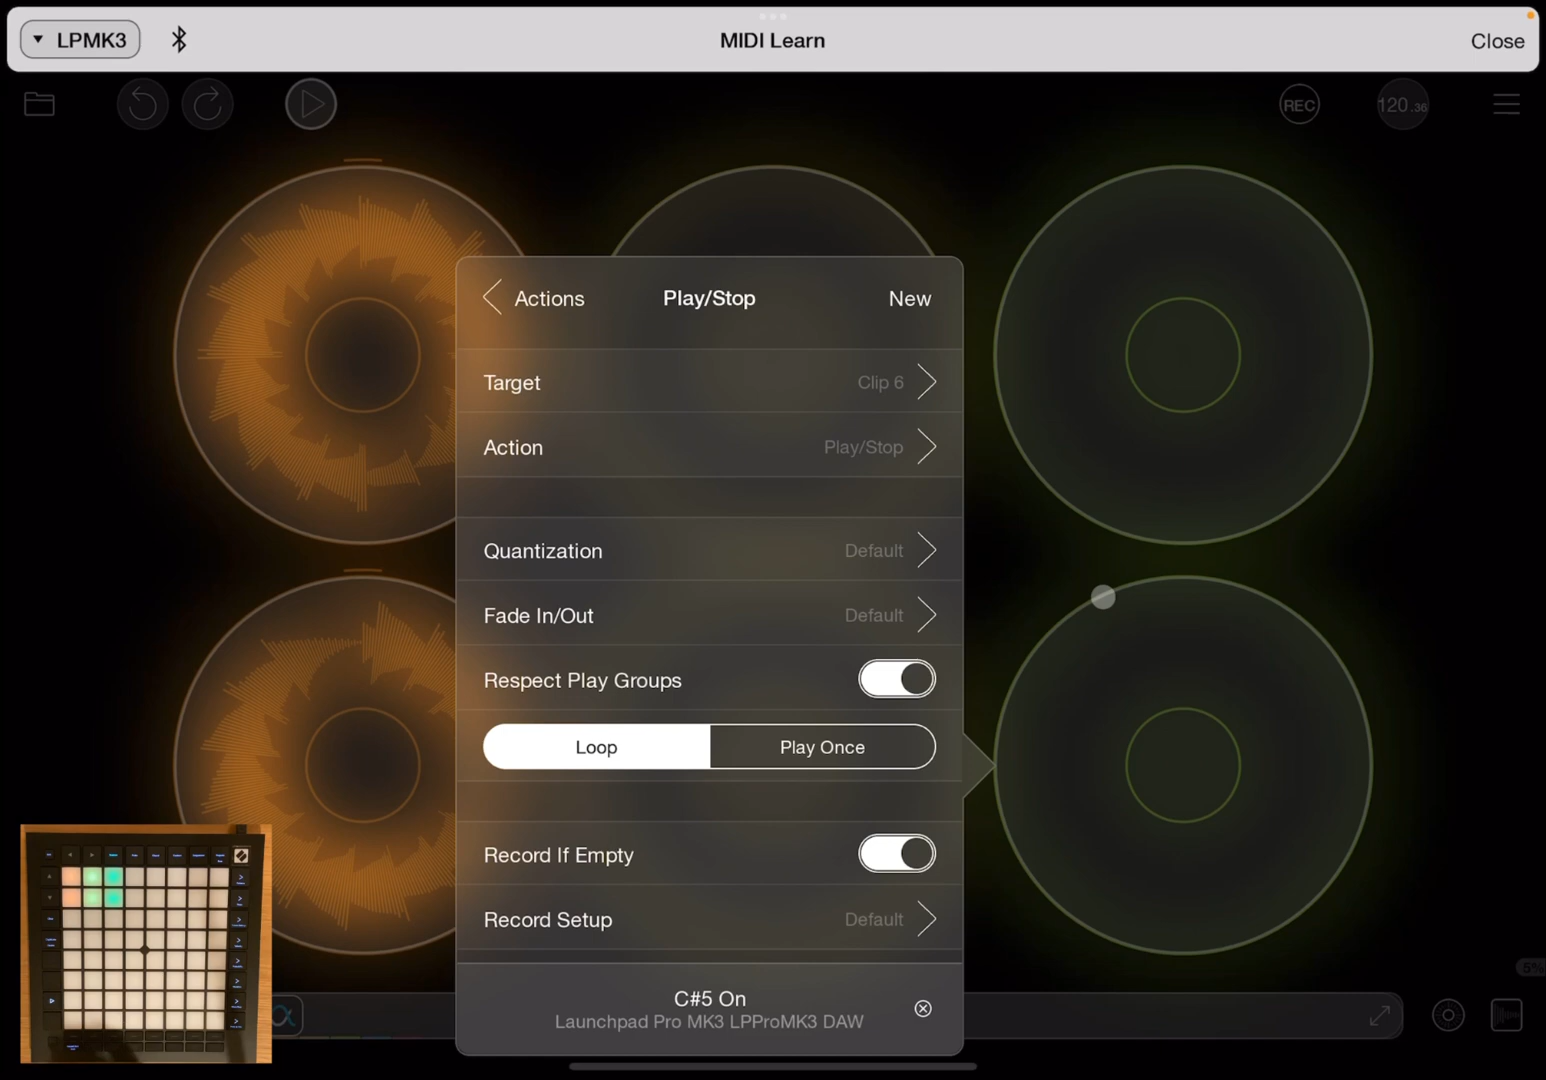 LPMK3
MIDI Learn
Close
REC
120.36
Actions
Play/Stop
New
Target
Clip 6
Action
Play/Stop
Quantization
Default
Fade In/Out
Default
Respect Play Groups
Loop
Play Once
Record If Empty
Record Setup
Default
C#5 On
Launchpad Pro MK3 LPProMK3 DAW
5%